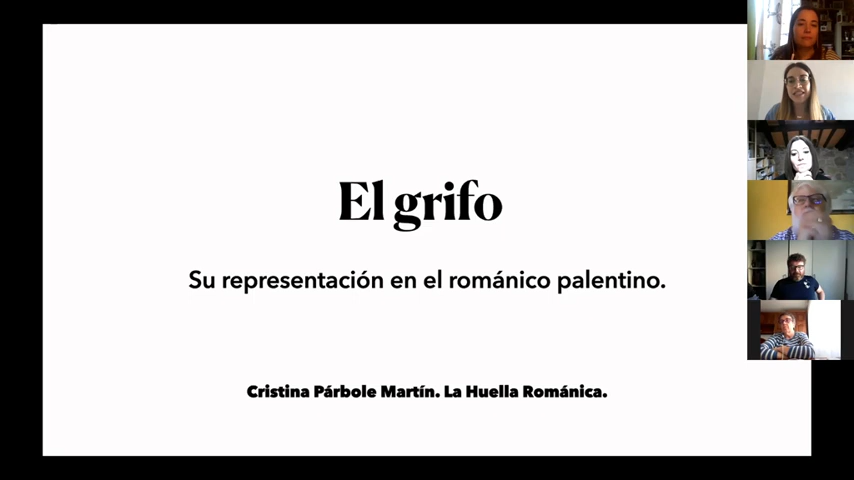 El grifo
Su representación en el románico palentino.
Cristina Párbole Martín. La Huella Románica.